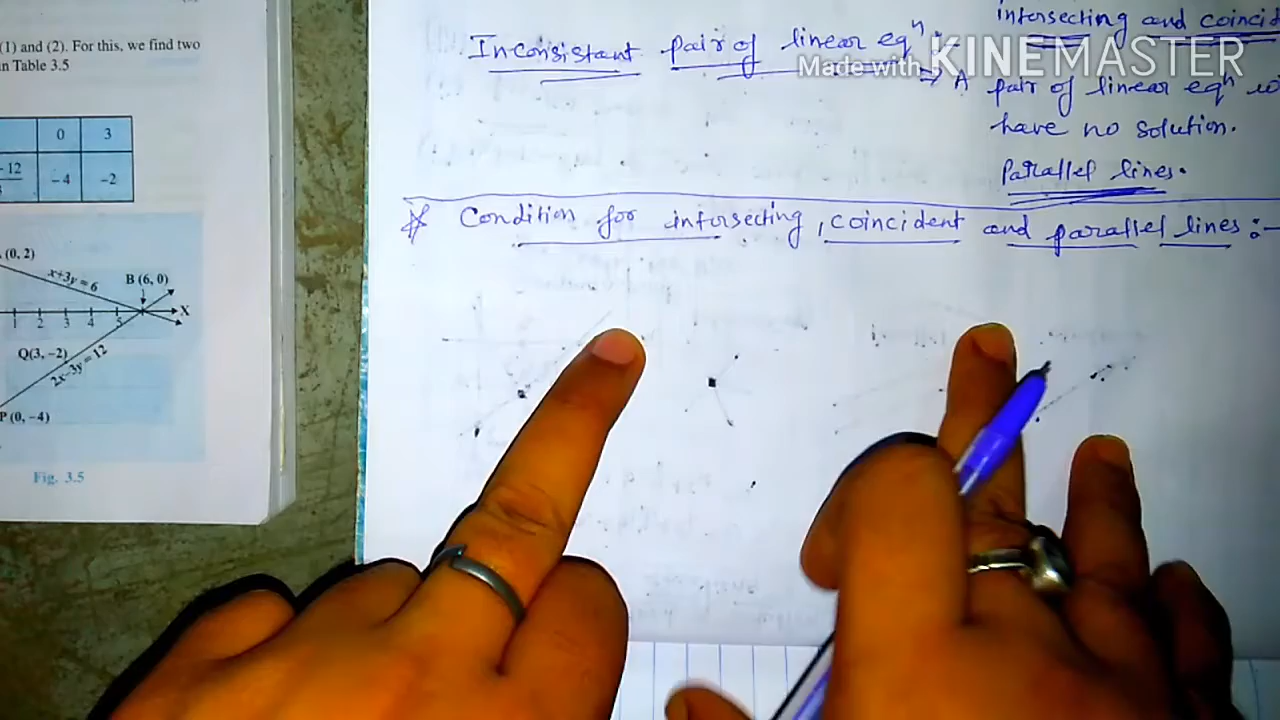 (1) and (2). For this, we find two
n Table 3.5
0 3
-12 -4 -2
(0, 2)
x+3y=6
B (6, 0)
X
1 2 3 4 5
Q(3, -2)
2x-3y=12
P (0, -4)
Fig. 3.5
intersecting and coincid
Inconsistant pair of linear eqⁿ :-
Made with KINEMASTER
→ A pair of linear eqⁿ
have no solution.
Parallel lines.
* Condition for intersecting, coincident and parallel lines :-